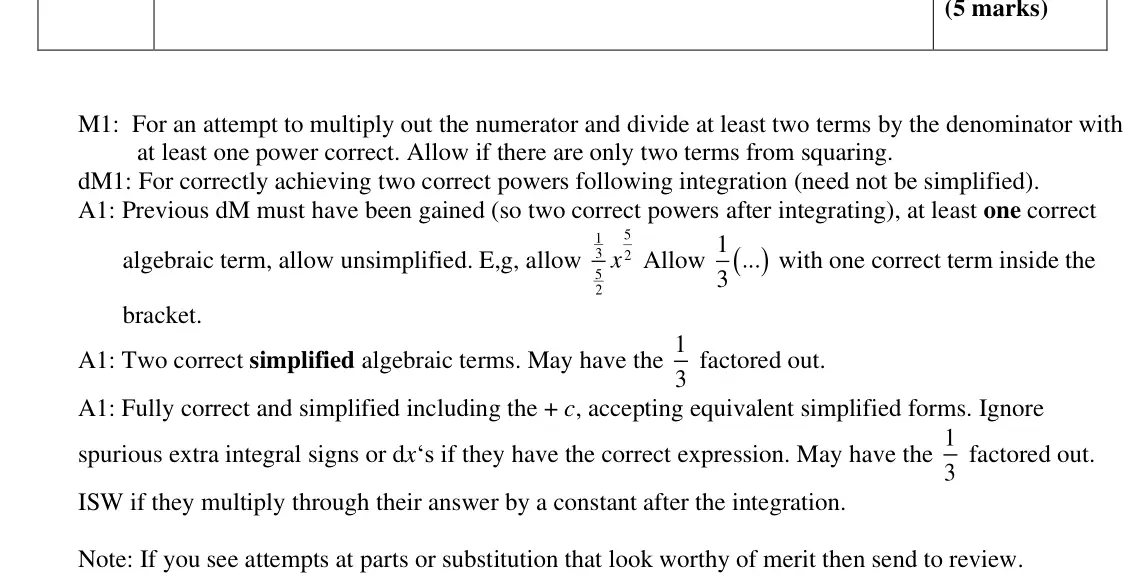 (5 marks)
M1: For an attempt to multiply out the numerator and divide at least two terms by the denominator with
at least one power correct. Allow if there are only two terms from squaring.
dM1: For correctly achieving two correct powers following integration (need not be simplified).
A1: Previous dM must have been gained (so two correct powers after integrating), at least one correct
algebraic term, allow unsimplified. E,g, allow \frac{\frac{1}{3}}{\frac{5}{2}}x^{\frac{5}{2}} Allow \frac{1}{3}(...) with one correct term inside the
bracket.
A1: Two correct simplified algebraic terms. May have the \frac{1}{3} factored out.
A1: Fully correct and simplified including the + c, accepting equivalent simplified forms. Ignore
spurious extra integral signs or dx‘s if they have the correct expression. May have the \frac{1}{3} factored out.
ISW if they multiply through their answer by a constant after the integration.
Note: If you see attempts at parts or substitution that look worthy of merit then send to review.